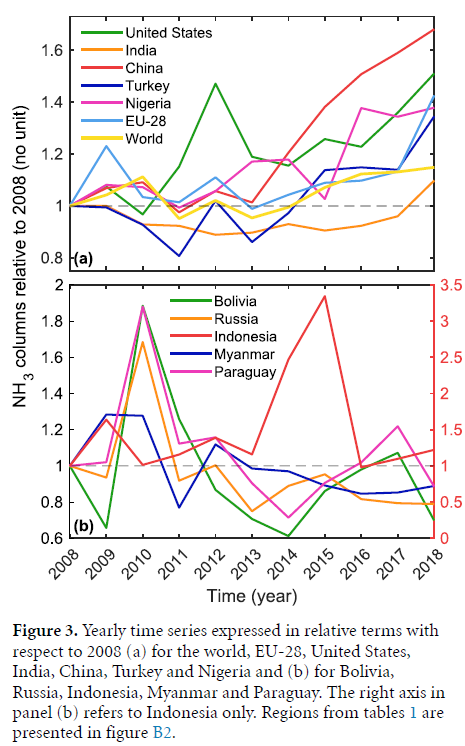 NH3 columns relative to 2008 (no unit)
1.6
1.4
1.2
1
0.8
United States
India
China
Turkey
Nigeria
EU-28
World
(a)
2
1.8
1.6
1.4
1.2
1
0.8
0.6
Bolivia
Russia
Indonesia
Myanmar
Paraguay
3.5
3
2.5
2
1.5
1
0.5
0
(b)
2008 2009 2010 2011 2012 2013 2014 2015 2016 2017 2018
Time (year)
Figure 3. Yearly time series expressed in relative terms with
respect to 2008 (a) for the world, EU-28, United States,
India, China, Turkey and Nigeria and (b) for Bolivia,
Russia, Indonesia, Myanmar and Paraguay. The right axis in
panel (b) refers to Indonesia only. Regions from tables 1 are
presented in figure B2.